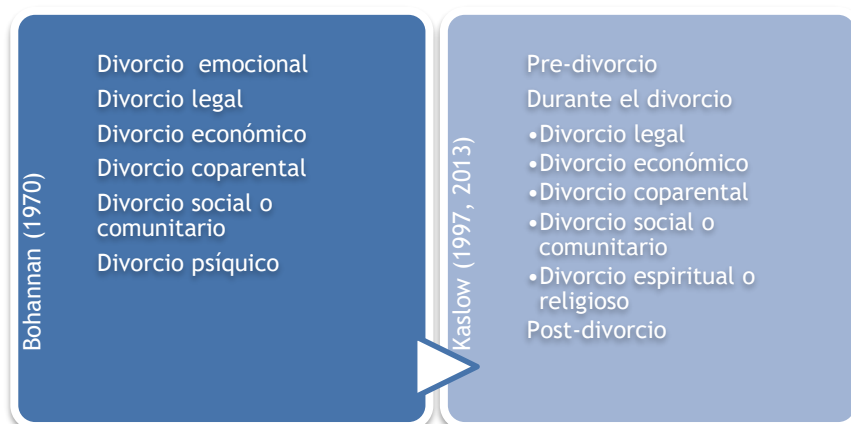 Bohannan (1970)
Divorcio emocional
Divorcio legal
Divorcio económico
Divorcio coparental
Divorcio social o
comunitario
Divorcio psíquico
Kaslow (1997, 2013)
Pre-divorcio
Durante el divorcio
•Divorcio legal
•Divorcio económico
•Divorcio coparental
•Divorcio social o
comunitario
•Divorcio espiritual o
religioso
Post-divorcio